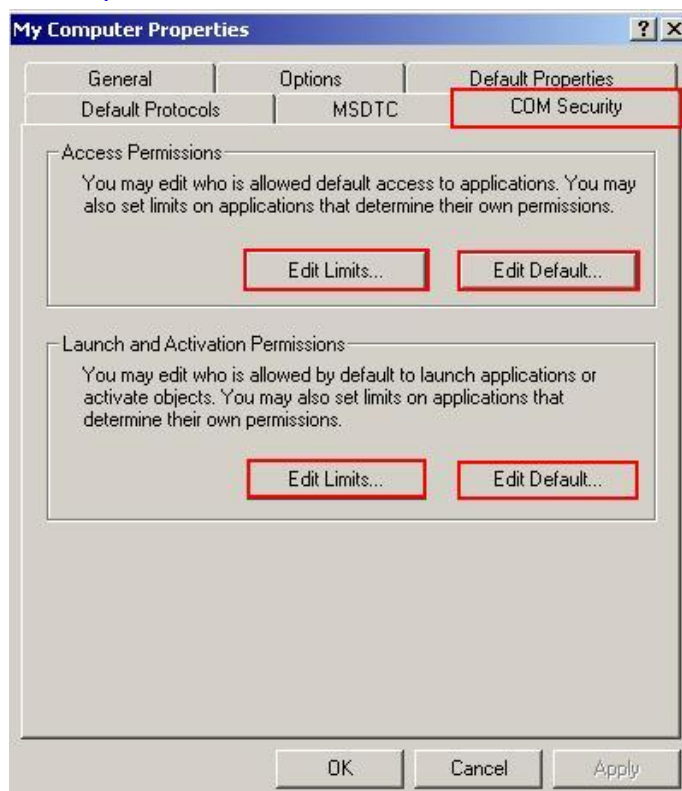 My Computer Properties
General Options Default Properties
Default Protocols MSDTC COM Security
Access Permissions
You may edit who is allowed default access to applications. You may
also set limits on applications that determine their own permissions.
Edit Limits... Edit Default...
Launch and Activation Permissions
You may edit who is allowed by default to launch applications or
activate objects. You may also set limits on applications that
determine their own permissions.
Edit Limits... Edit Default...
OK Cancel Apply